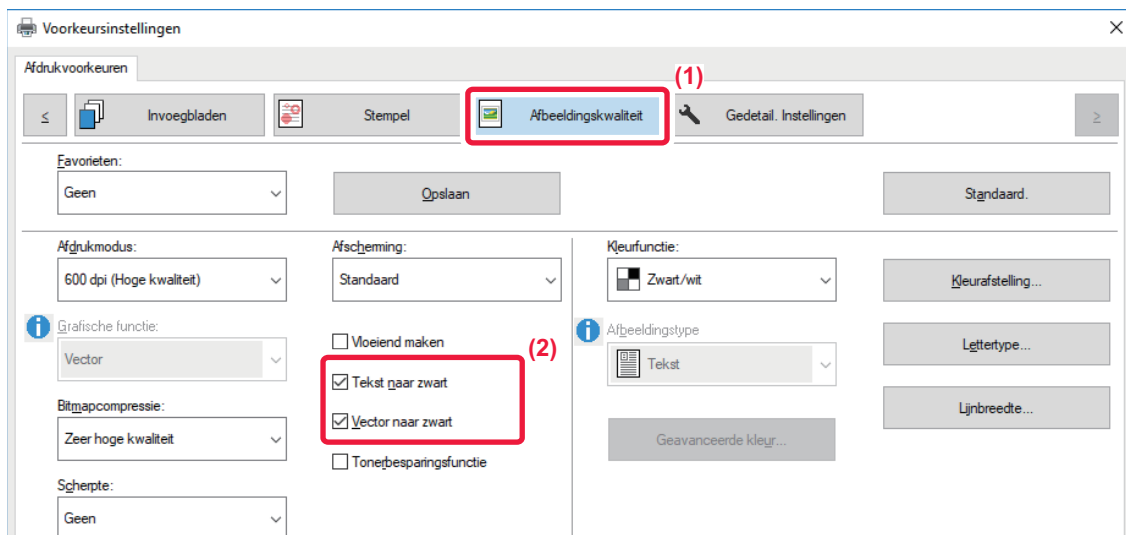 Voorkeursinstellingen
Afdrukvoorkeuren
(1)
< Invoegbladen Stempel Afbeeldingskwaliteit Gedetail. Instellingen >
Favorieten:
Geen Opslaan Standaard.
Afdrukmodus: Afscherming: Kleurfunctie:
600 dpi (Hoge kwaliteit) Standaard Zwart/wit Kleurafstelling...
Grafische functie: Vloeiend maken Afbeeldingstype Lettertype...
(2)
Vector Tekst naar zwart Tekst
Bitmapcompressie: Vector naar zwart Lijnbreedte...
Zeer hoge kwaliteit Geavanceerde kleur...
Tonerbesparingsfunctie
Scherpte:
Geen